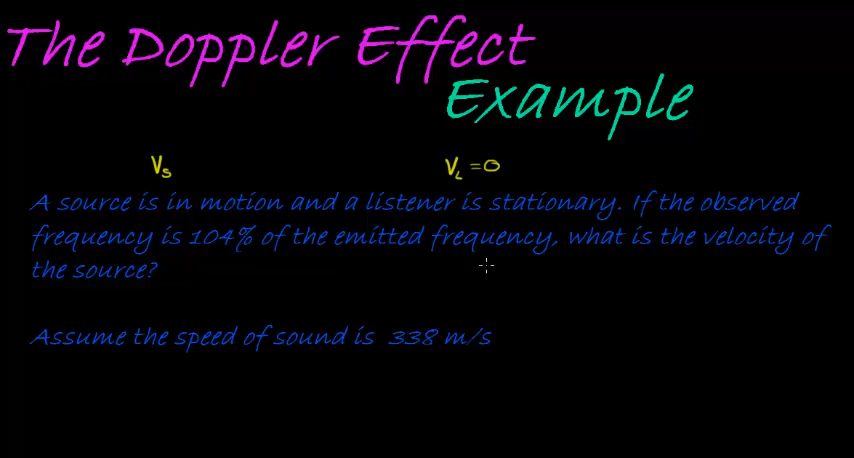 The Doppler Effect
Example
Vs
VL = 0
A source is in motion and a listener is stationary. If the observed
frequency is 104% of the emitted frequency, what is the velocity of
the source?
Assume the speed of sound is 338 m/s